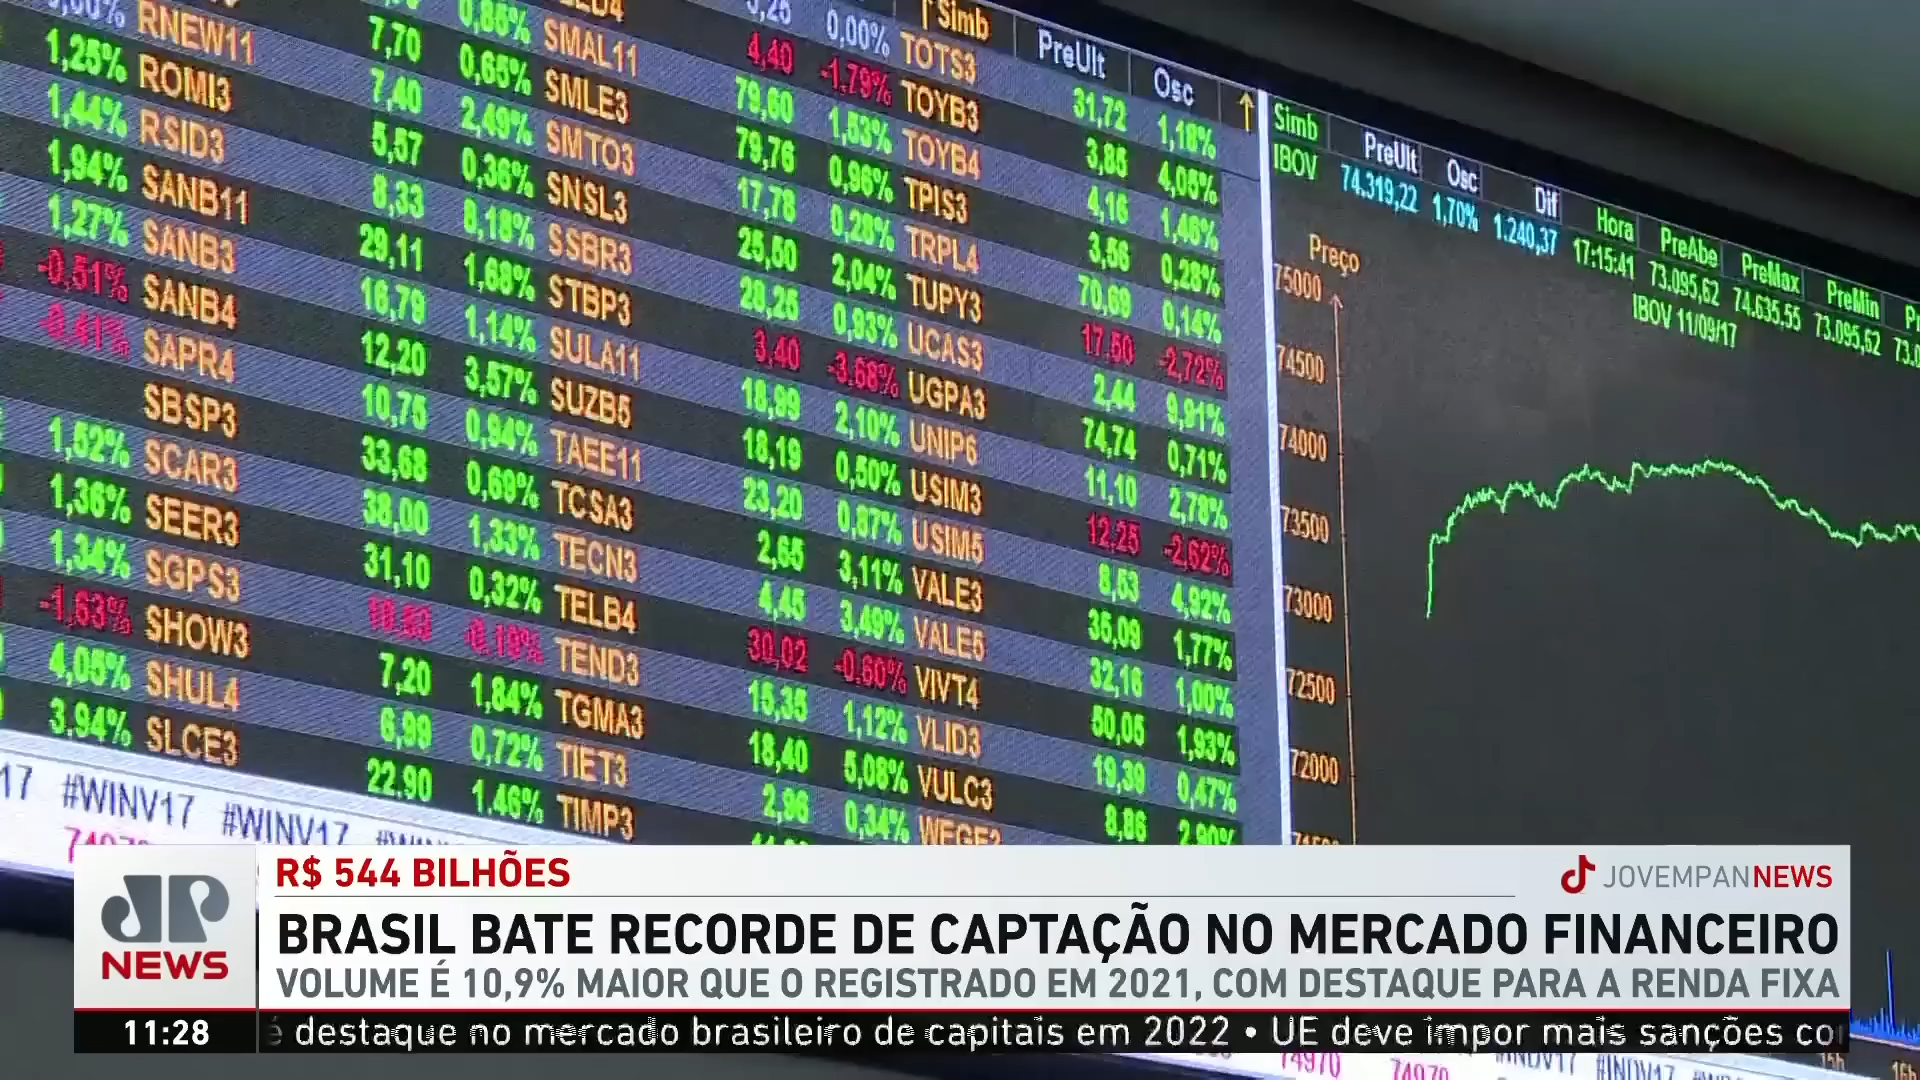 RNEW11 7,70 0,86% SMAL11 4,40 -1,79% TOTS3 31,72 1,18%
1,25% ROMI3 7,40 0,65% SMLE3 79,60 1,53% TOYB3 3,85 4,05%
1,44% RSID3 5,57 2,49% SMTO3 79,76 0,96% TOYB4 4,16 1,46%
1,94% SANB11 8,33 0,36% SNSL3 17,78 0,28% TPIS3 3,56 0,28%
1,27% SANB3 29,11 8,18% SSBR3 25,50 2,04% TRPL4 70,69 0,14%
-0,51% SANB4 16,79 1,68% STBP3 28,25 0,93% TUPY3 17,50 -2,72%
-0,41% SAPR4 12,20 1,14% SULA11 3,40 -3,68% UCAS3 2,44 9,91%
SBSP3 10,75 3,57% SUZB5 18,99 2,10% UGPA3 74,74 0,71%
1,52% SCAR3 33,68 0,94% TAEE11 18,19 0,50% UNIP6 11,10 2,78%
1,36% SEER3 38,00 0,69% TCSA3 23,20 0,87% USIM3 12,25 -2,62%
1,34% SGPS3 31,10 1,33% TECN3 2,65 3,11% USIM5 8,53 4,92%
-1,63% SHOW3 0,32% TELB4 4,45 3,49% VALE3 35,09 1,77%
4,05% SHUL4 7,20 -0,19% TEND3 30,02 -0,60% VALE5 32,16 1,00%
3,94% SLCE3 6,99 1,84% TGMA3 15,35 1,12% VIVT4 50,05 1,93%
22,90 0,72% TIET3 18,40 5,08% VLID3 19,39 0,47%
1,46% TIMP3 2,96 0,34% VULC3 8,86 2,90%
Simb PreUlt Osc
0,00%
Simb PreUlt Osc Dif Hora PreAbe PreMax PreMin
IBOV 74.319,22 1,70% 1.240,37 17:15:41 73.095,62 74.635,55 73.095,62
IBOV 11/09/17
Preço
75000
74500
74000
73500
73000
72500
72000
17 #WINV17 #WINV17
R$ 544 BILHÕES
JOVEMPANNEWS
JP
NEWS
BRASIL BATE RECORDE DE CAPTAÇÃO NO MERCADO FINANCEIRO
VOLUME É 10,9% MAIOR QUE O REGISTRADO EM 2021, COM DESTAQUE PARA A RENDA FIXA
11:28 é destaque no mercado brasileiro de capitais em 2022 • UE deve impor mais sanções co
74970 74970 #INDV17
15h 16h